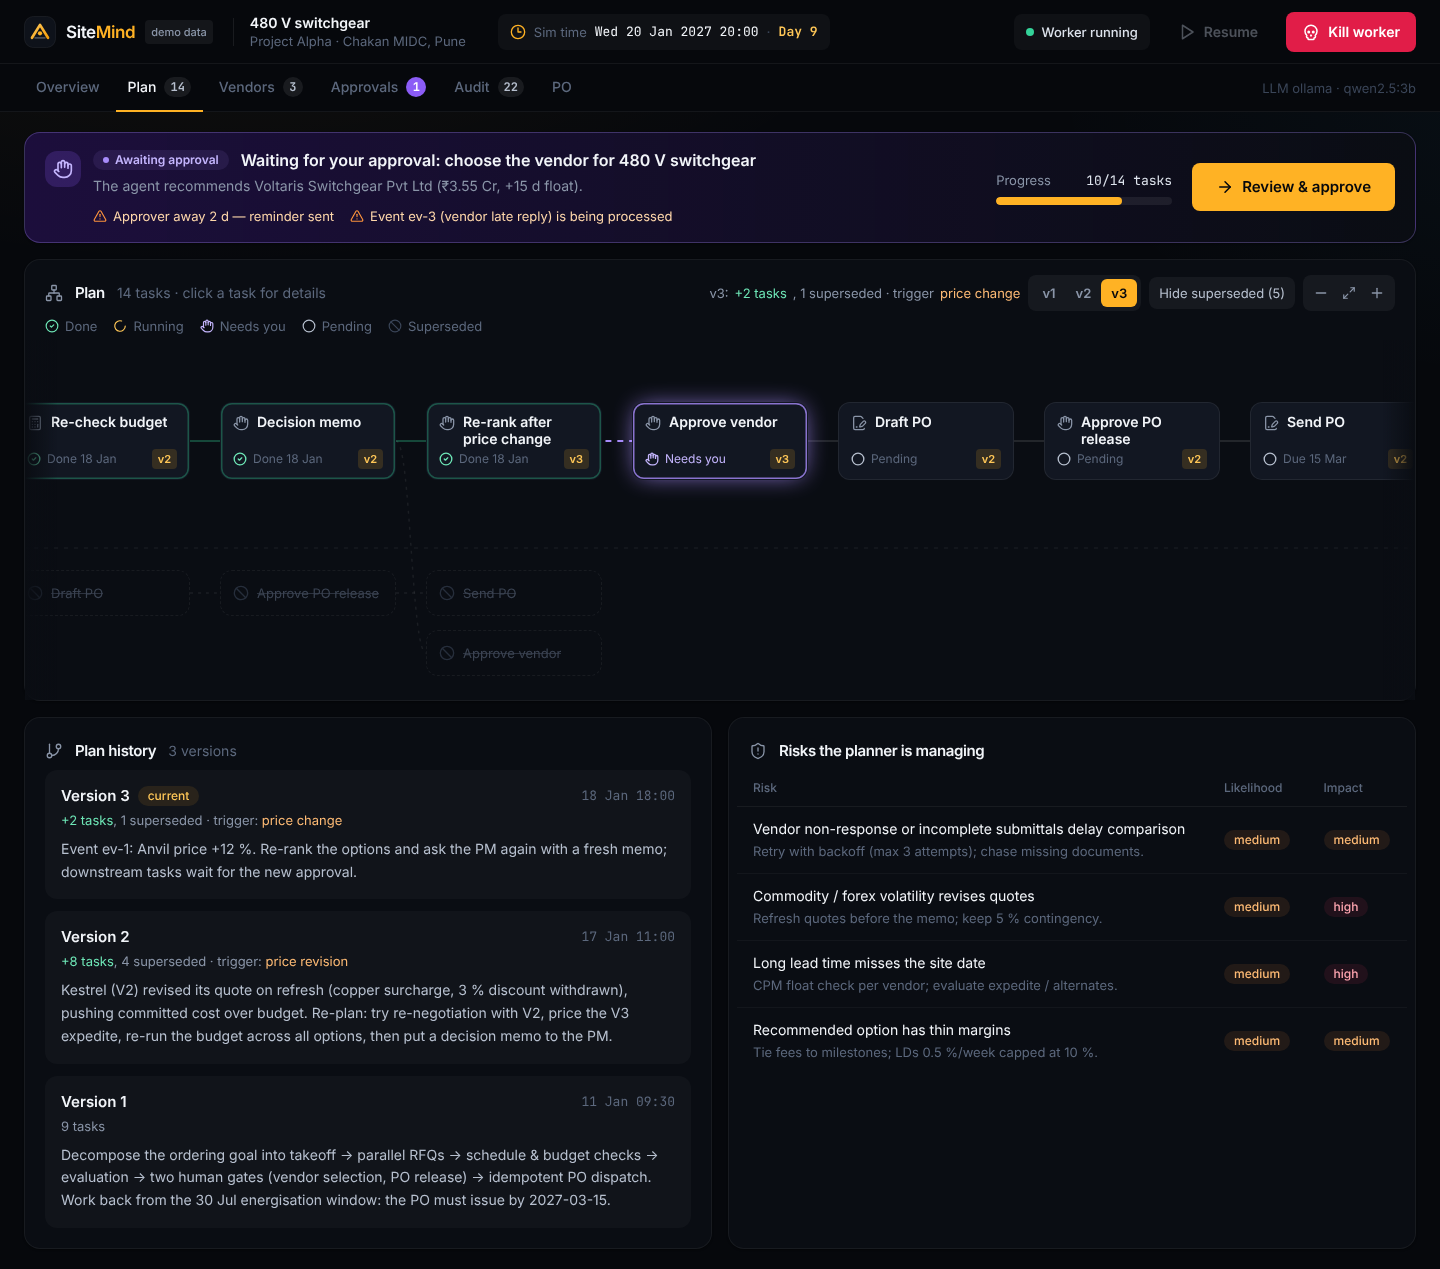 SiteMind demo data
480 V switchgear
Project Alpha · Chakan MIDC, Pune
Sim time Wed 20 Jan 2027 20:00 · Day 9
Worker running
Resume
Kill worker
Overview
Plan 14
Vendors 3
Approvals 1
Audit 22
PO
LLM ollama · qwen2.5:3b
Awaiting approval Waiting for your approval: choose the vendor for 480 V switchgear
The agent recommends Voltaris Switchgear Pvt Ltd (₹3.55 Cr, +15 d float).
Approver away 2 d — reminder sent Event ev-3 (vendor late reply) is being processed
Progress 10/14 tasks
Review & approve
Plan 14 tasks · click a task for details
v3: +2 tasks , 1 superseded · trigger price change
v1 v2 v3
Hide superseded (5)
Done Running Needs you Pending Superseded
Re-check budget
Done 18 Jan v2
Decision memo
Done 18 Jan v2
Re-rank after
price change
Done 18 Jan v3
Approve vendor
Needs you v3
Draft PO
Pending v2
Approve PO
release
Pending v2
Send PO
Due 15 Mar v2
Draft PO
Approve PO release
Send PO
Approve vendor
Plan history 3 versions
Version 3 current 18 Jan 18:00
+2 tasks, 1 superseded · trigger: price change
Event ev-1: Anvil price +12 %. Re-rank the options and ask the PM again with a fresh memo;
downstream tasks wait for the new approval.
Version 2 17 Jan 11:00
+8 tasks, 4 superseded · trigger: price revision
Kestrel (V2) revised its quote on refresh (copper surcharge, 3 % discount withdrawn),
pushing committed cost over budget. Re-plan: try re-negotiation with V2, price the V3
expedite, re-run the budget across all options, then put a decision memo to the PM.
Version 1 11 Jan 09:30
9 tasks
Decompose the ordering goal into takeoff → parallel RFQs → schedule & budget checks →
evaluation → two human gates (vendor selection, PO release) → idempotent PO dispatch.
Work back from the 30 Jul energisation window: the PO must issue by 2027-03-15.
Risks the planner is managing
Risk Likelihood Impact
Vendor non-response or incomplete submittals delay comparison
Retry with backoff (max 3 attempts); chase missing documents.
medium medium
Commodity / forex volatility revises quotes
Refresh quotes before the memo; keep 5 % contingency.
medium high
Long lead time misses the site date
CPM float check per vendor; evaluate expedite / alternates.
medium high
Recommended option has thin margins
Tie fees to milestones; LDs 0.5 %/week capped at 10 %.
medium medium